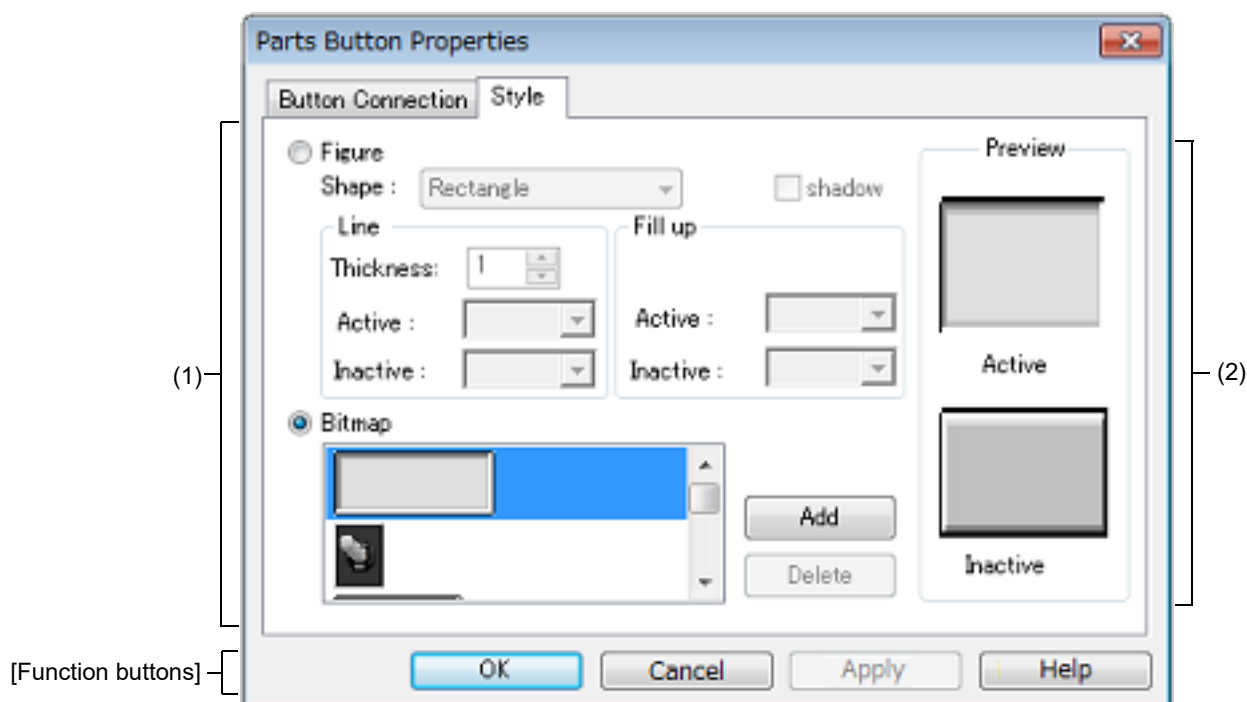 Parts Button Properties
Button Connection Style
Figure
Shape : Rectangle shadow
Preview
Line Fill up
Thickness: 1
Active : Active :
Inactive : Inactive :
Active
(1)
(2)
Bitmap
Add
Delete
Inactive
[Function buttons]
OK Cancel Apply Help